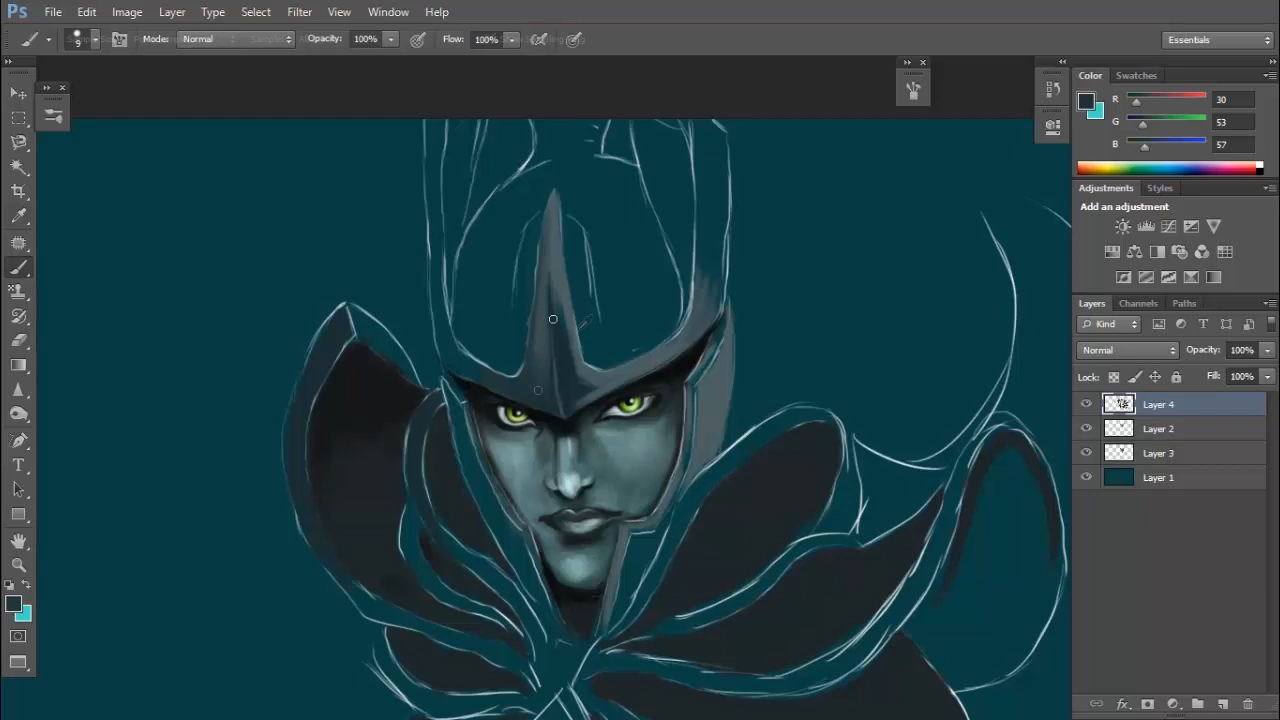 Ps File Edit Image Layer Type Select Filter View Window Help
9 Mode: Normal Opacity: 100% Flow: 100% Essentials
Color Swatches
R 30
G 53
B 57
Adjustments Styles
Add an adjustment
Layers Channels Paths
Kind
Normal Opacity: 100%
Lock: Fill: 100%
Layer 4
Layer 2
Layer 3
Layer 1
T
fx